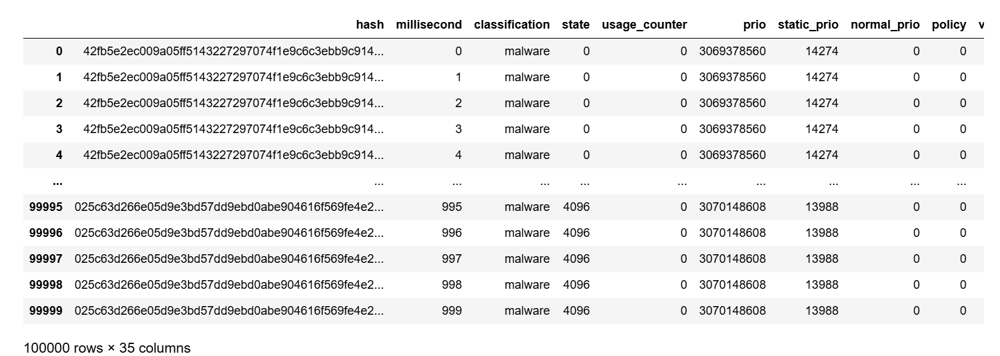 hash millisecond classification state usage_counter prio static_prio normal_prio policy v
0 42fb5e2ec009a05ff5143227297074f1e9c6c3ebb9c914... 0 malware 0 0 3069378560 14274 0 0
1 42fb5e2ec009a05ff5143227297074f1e9c6c3ebb9c914... 1 malware 0 0 3069378560 14274 0 0
2 42fb5e2ec009a05ff5143227297074f1e9c6c3ebb9c914... 2 malware 0 0 3069378560 14274 0 0
3 42fb5e2ec009a05ff5143227297074f1e9c6c3ebb9c914... 3 malware 0 0 3069378560 14274 0 0
4 42fb5e2ec009a05ff5143227297074f1e9c6c3ebb9c914... 4 malware 0 0 3069378560 14274 0 0
... ... ... ... ... ... ... ... ... ...
99995 025c63d266e05d9e3bd57dd9ebd0abe904616f569fe4e2... 995 malware 4096 0 3070148608 13988 0 0
99996 025c63d266e05d9e3bd57dd9ebd0abe904616f569fe4e2... 996 malware 4096 0 3070148608 13988 0 0
99997 025c63d266e05d9e3bd57dd9ebd0abe904616f569fe4e2... 997 malware 4096 0 3070148608 13988 0 0
99998 025c63d266e05d9e3bd57dd9ebd0abe904616f569fe4e2... 998 malware 4096 0 3070148608 13988 0 0
99999 025c63d266e05d9e3bd57dd9ebd0abe904616f569fe4e2... 999 malware 4096 0 3070148608 13988 0 0
100000 rows × 35 columns